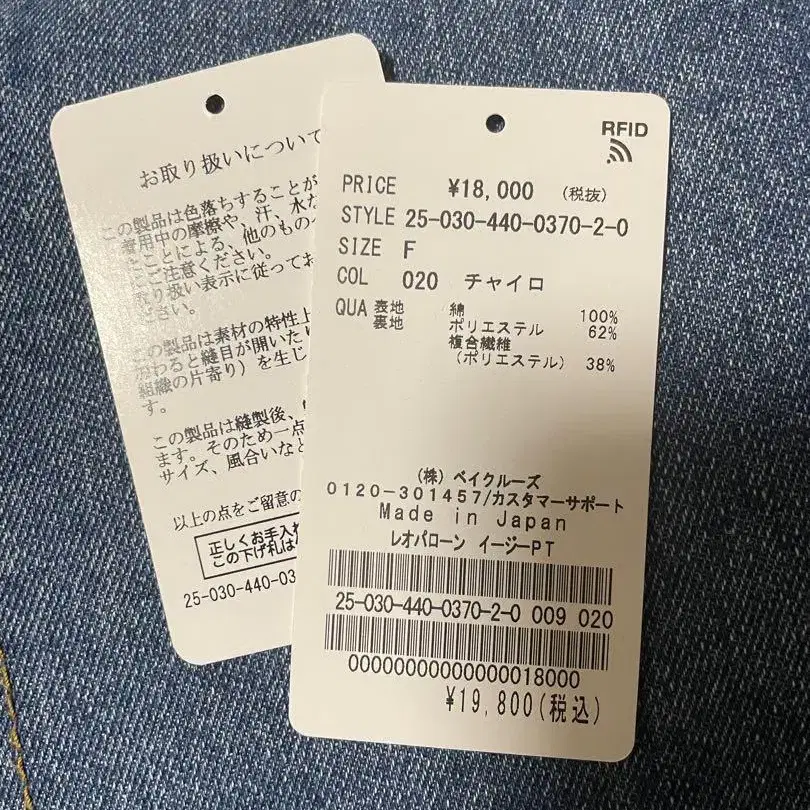 お取り扱いについて
この製品は色落ちすることが
着用中の摩擦や、汗、水
たことによる、他のものへ
にご注意ください。
取り扱い表示に従ってお
ださい。
この製品は素材の特性上
加わると縫目が開いたり
組織の片寄り）を生じ
す。
この製品は縫製後、
ます。そのため一点
サイズ、風合いなど
以上の点をご留意の
正しくお手入れ
この下げ札は
25-030-440-03
RFID
PRICE ¥18,000 (税抜)
STYLE 25-030-440-0370-2-0
SIZE F
COL 020 チャイロ
QUA 表地 綿 100%
裏地 ポリエステル 62%
複合繊維
(ポリエステル) 38%
(株) ベイクルーズ
0120-301457/カスタマーサポート
Made in Japan
レオパローン イージーPT
25-030-440-0370-2-0 009 020
00000000000000018000
¥19,800(税込)